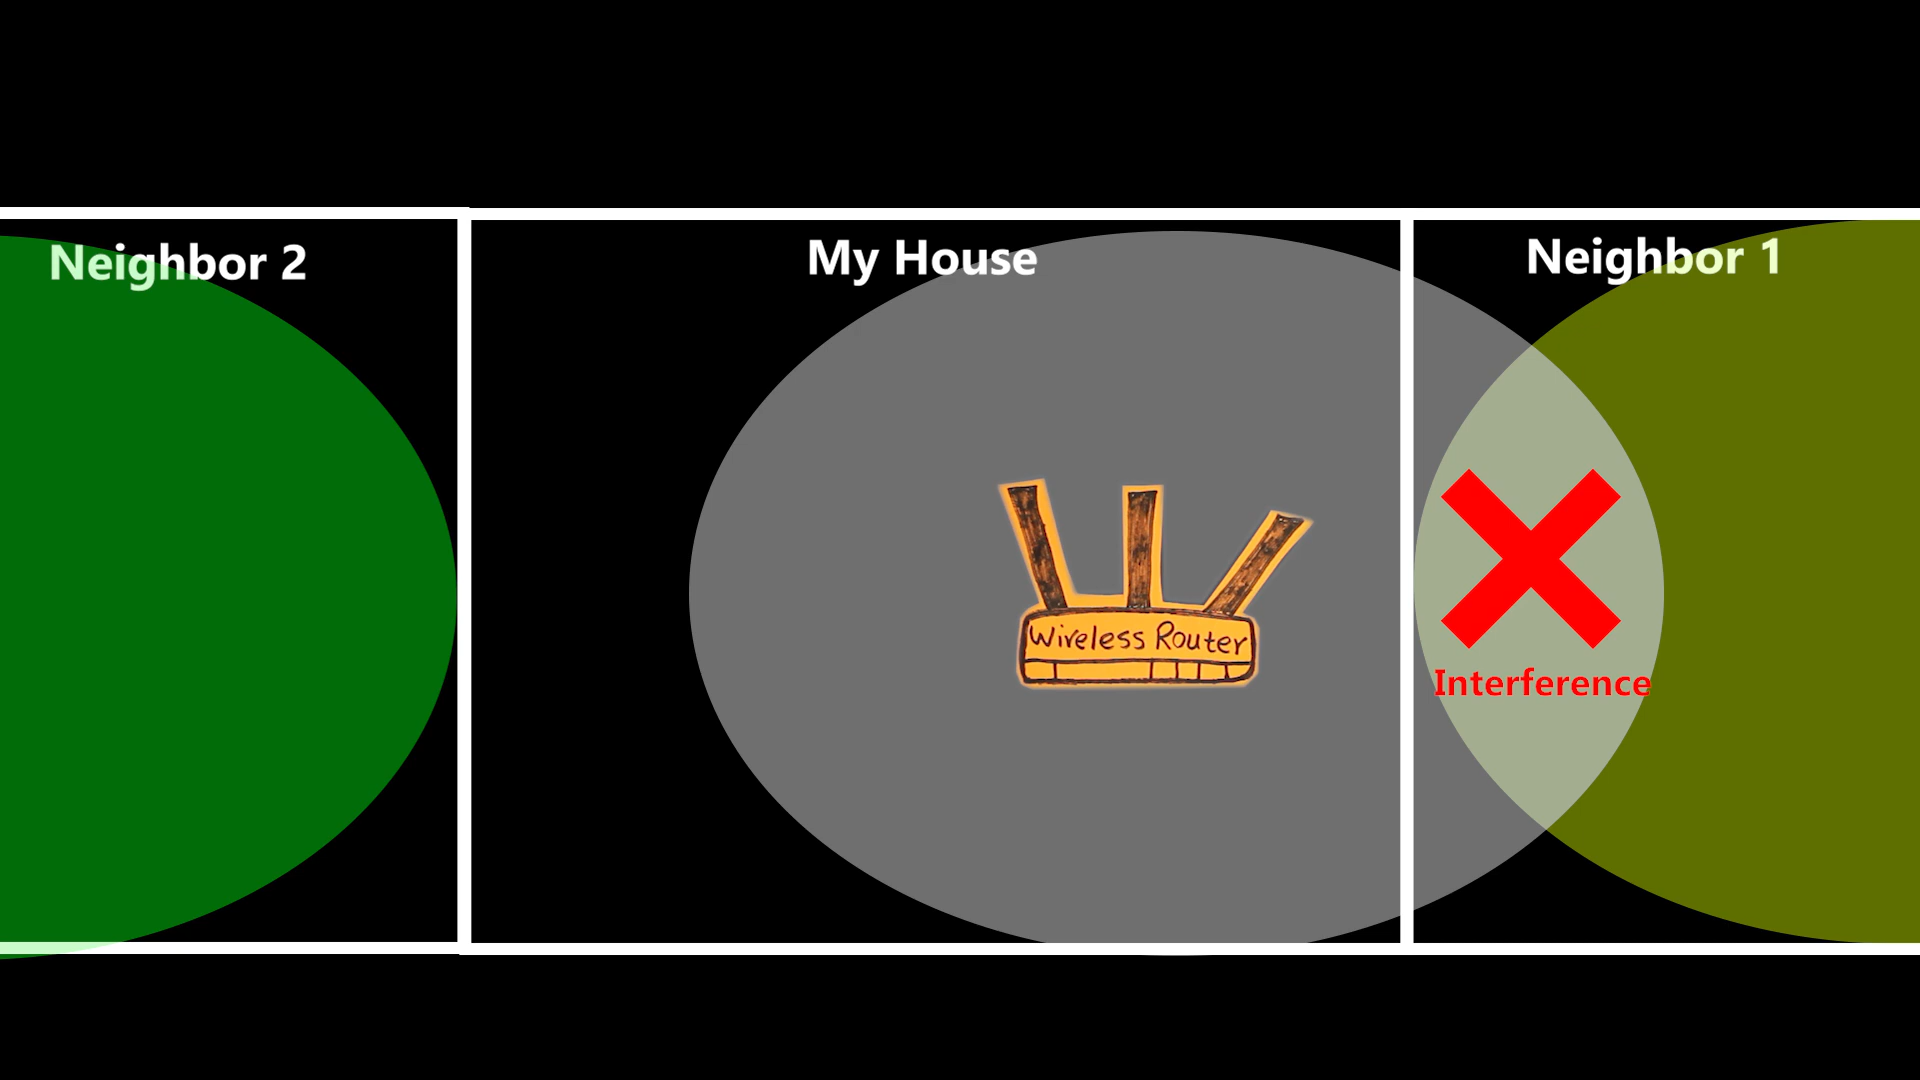 Neighbor 2
My House
Neighbor 1
Wireless Router
Interference